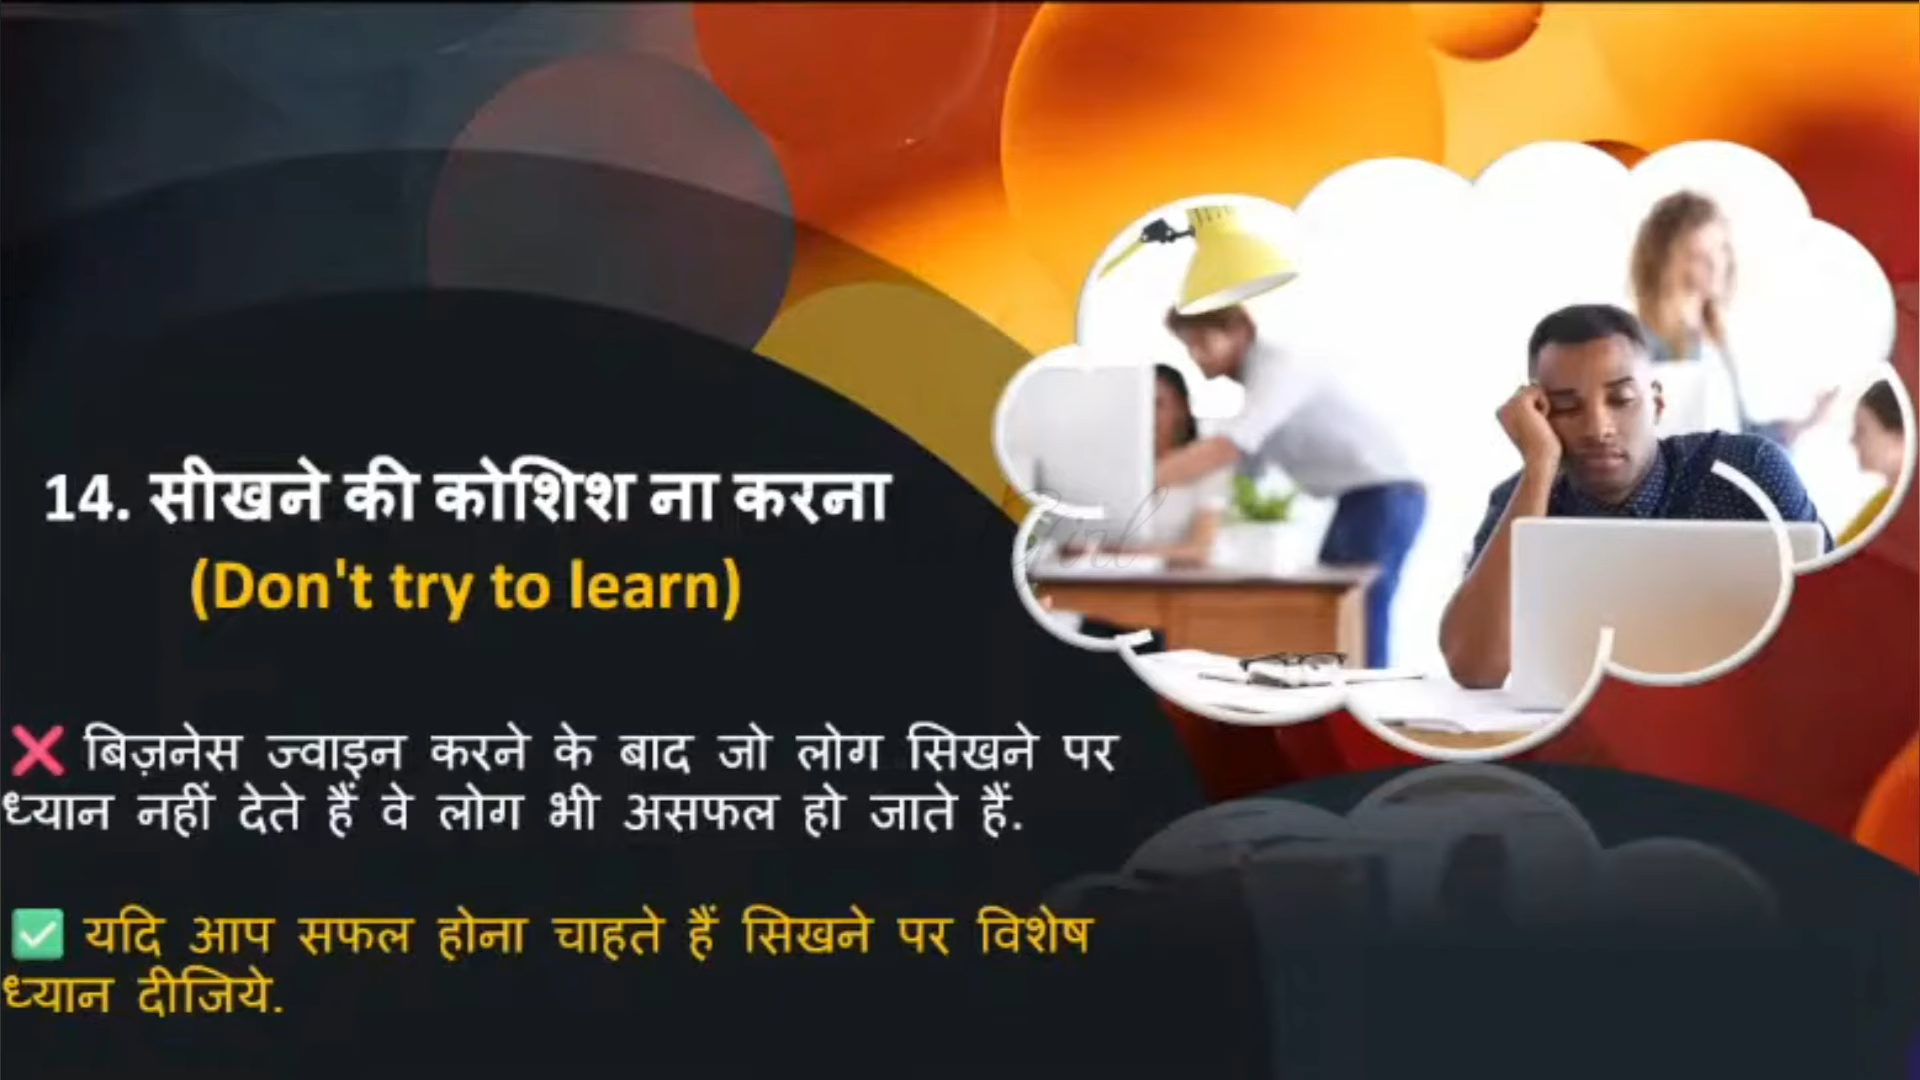 14. सीखने की कोशिश ना करना
(Don't try to learn)
❌ बिज़नेस ज्वाइन करने के बाद जो लोग सिखने पर
ध्यान नहीं देते हैं वे लोग भी असफल हो जाते हैं.
✅ यदि आप सफल होना चाहते हैं सिखने पर विशेष
ध्यान दीजिये.